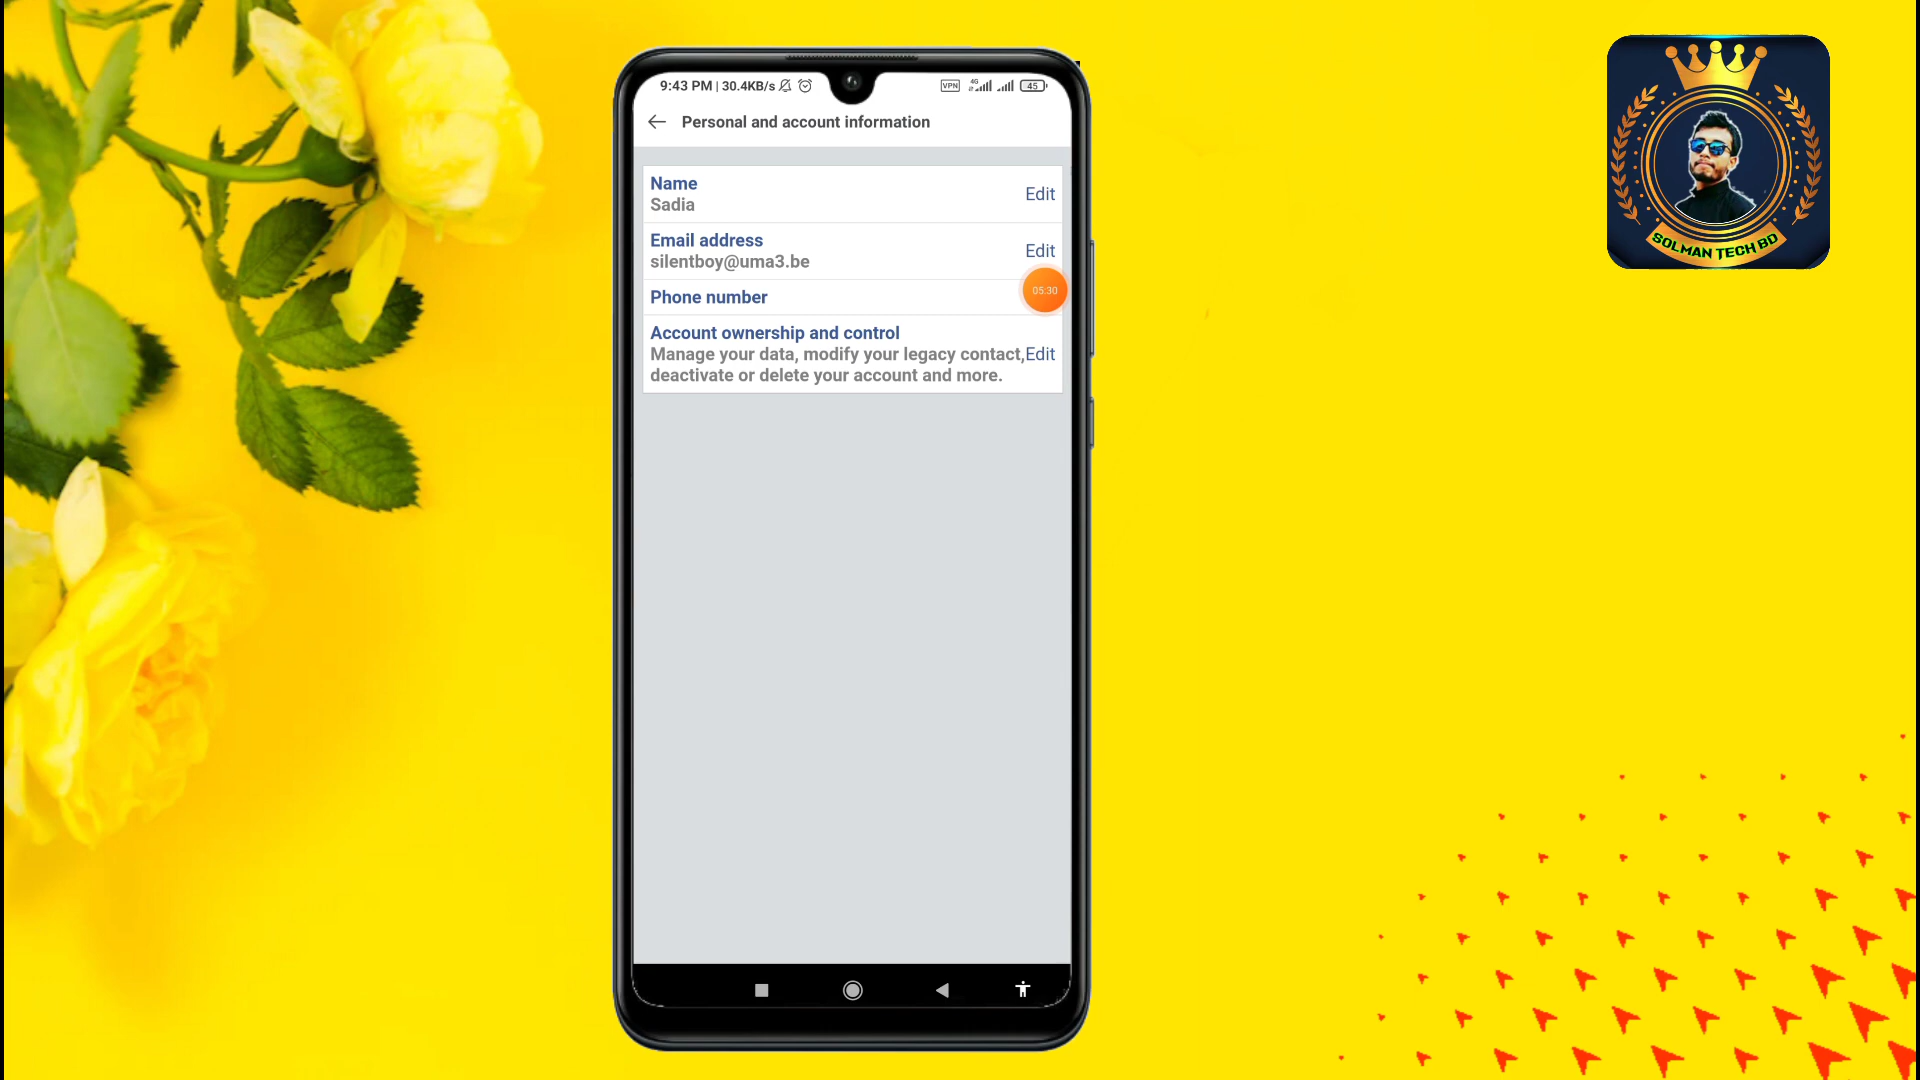 9:43 PM | 30.4KB/s VPN 4G 45
Personal and account information
Name
Sadia
Edit
Email address
silentboy@uma3.be
Edit
Phone number
05:30
Account ownership and control
Manage your data, modify your legacy contact,
deactivate or delete your account and more.
Edit
SOLMAN TECH BD